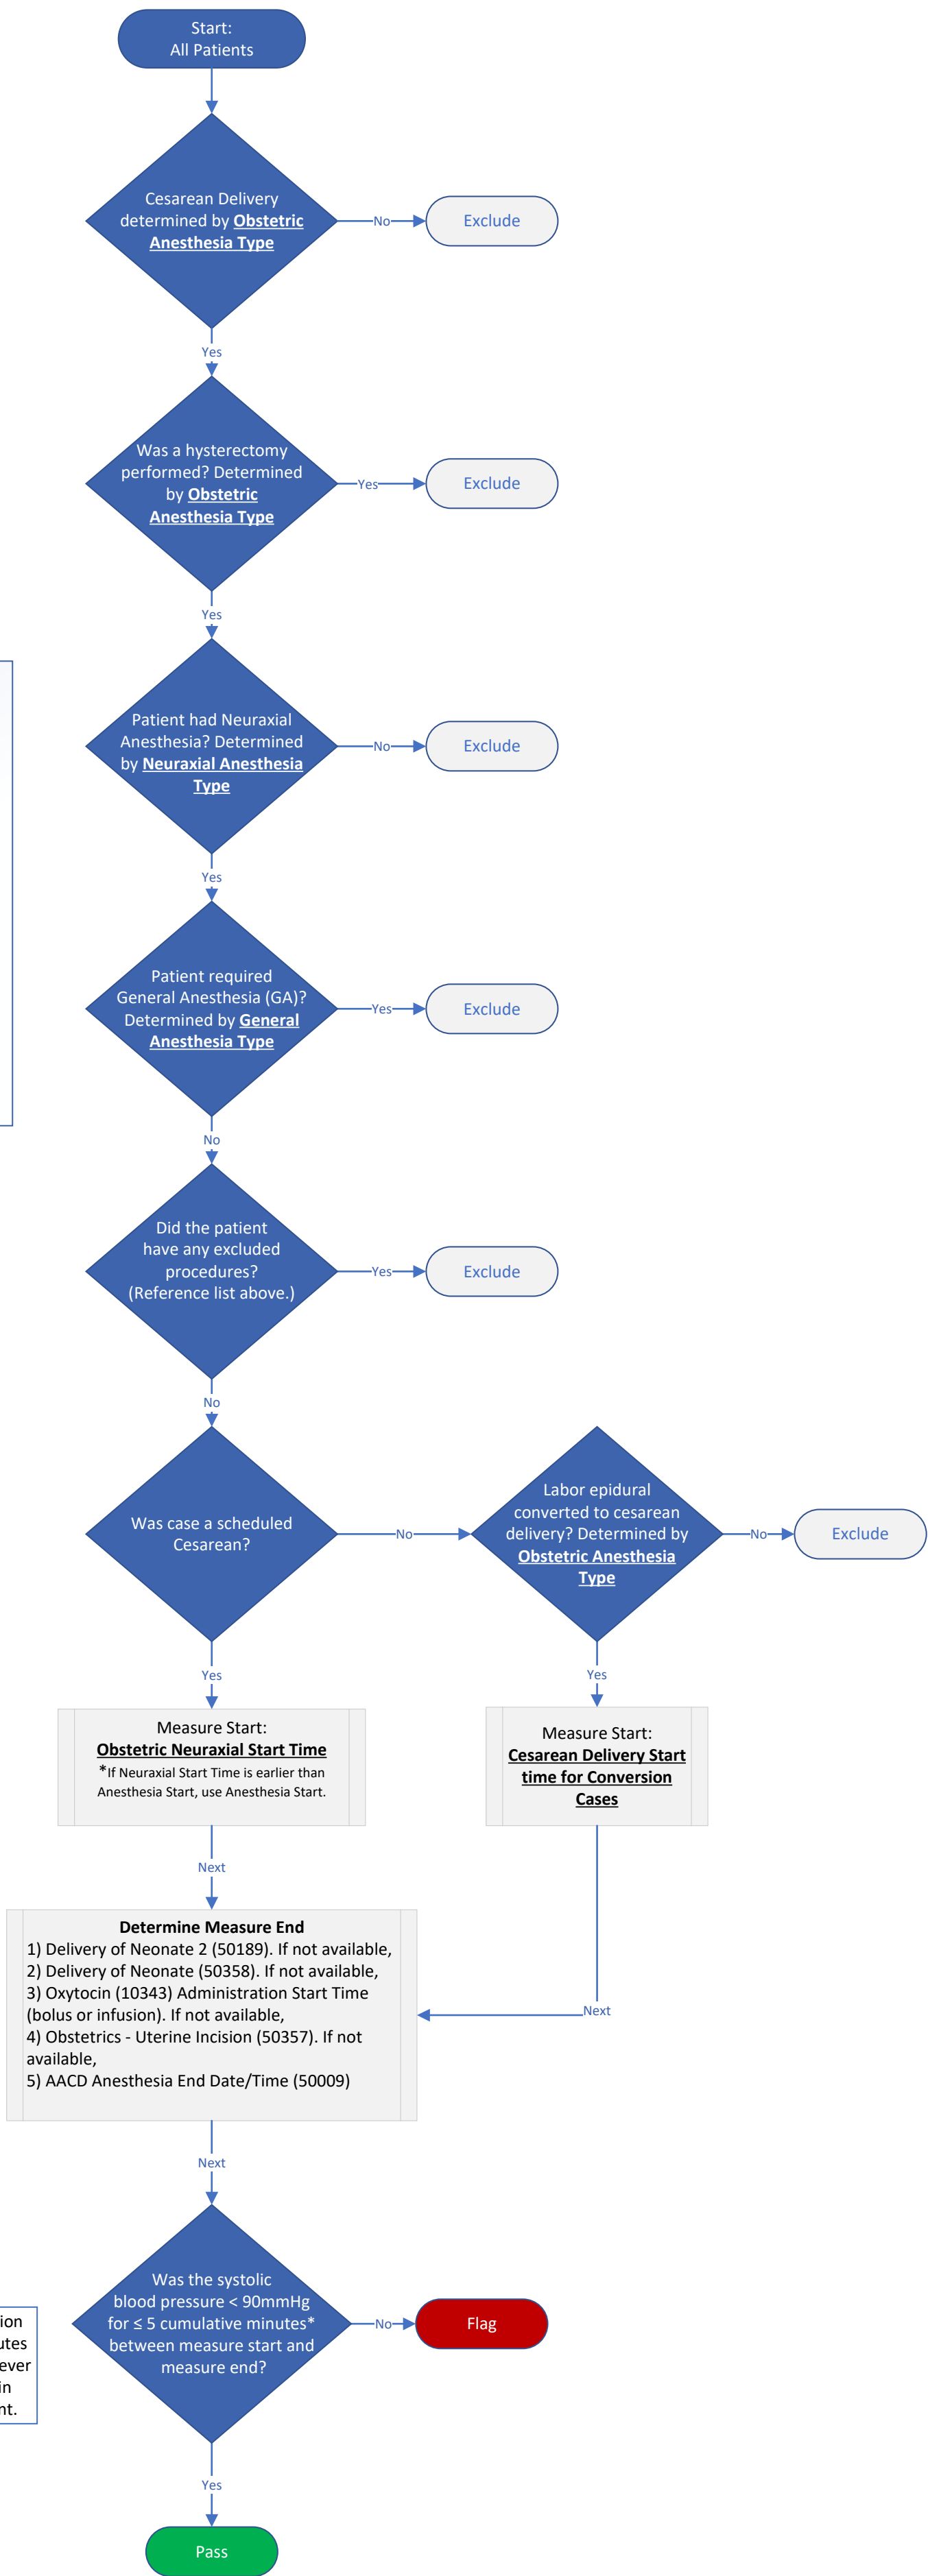 Start:
All Patients
Cesarean Delivery
determined by Obstetric
Anesthesia Type
No
Exclude
Yes
Was a hysterectomy
performed? Determined
by Obstetric
Anesthesia Type
Yes
Exclude
Yes
Patient had Neuraxial
Anesthesia? Determined
by Neuraxial Anesthesia
Type
No
Exclude
Yes
Patient required
General Anesthesia (GA)?
Determined by General
Anesthesia Type
Yes
Exclude
No
Did the patient
have any excluded
procedures?
(Reference list above.)
Yes
Exclude
No
Was case a scheduled
Cesarean?
No
Labor epidural
converted to cesarean
delivery? Determined by
Obstetric Anesthesia
Type
No
Exclude
Yes
Yes
Measure Start:
Obstetric Neuraxial Start Time
*If Neuraxial Start Time is earlier than
Anesthesia Start, use Anesthesia Start.
Measure Start:
Cesarean Delivery Start
time for Conversion
Cases
Next
Next
Determine Measure End
1) Delivery of Neonate 2 (50189). If not available,
2) Delivery of Neonate (50358). If not available,
3) Oxytocin (10343) Administration Start Time
(bolus or infusion). If not available,
4) Obstetrics - Uterine Incision (50357). If not
available,
5) AACD Anesthesia End Date/Time (50009)
Next
Was the systolic
blood pressure < 90mmHg
for ≤ 5 cumulative minutes*
between measure start and
measure end?
No
Flag
ion
utes
ever
in
nt.
Yes
Pass